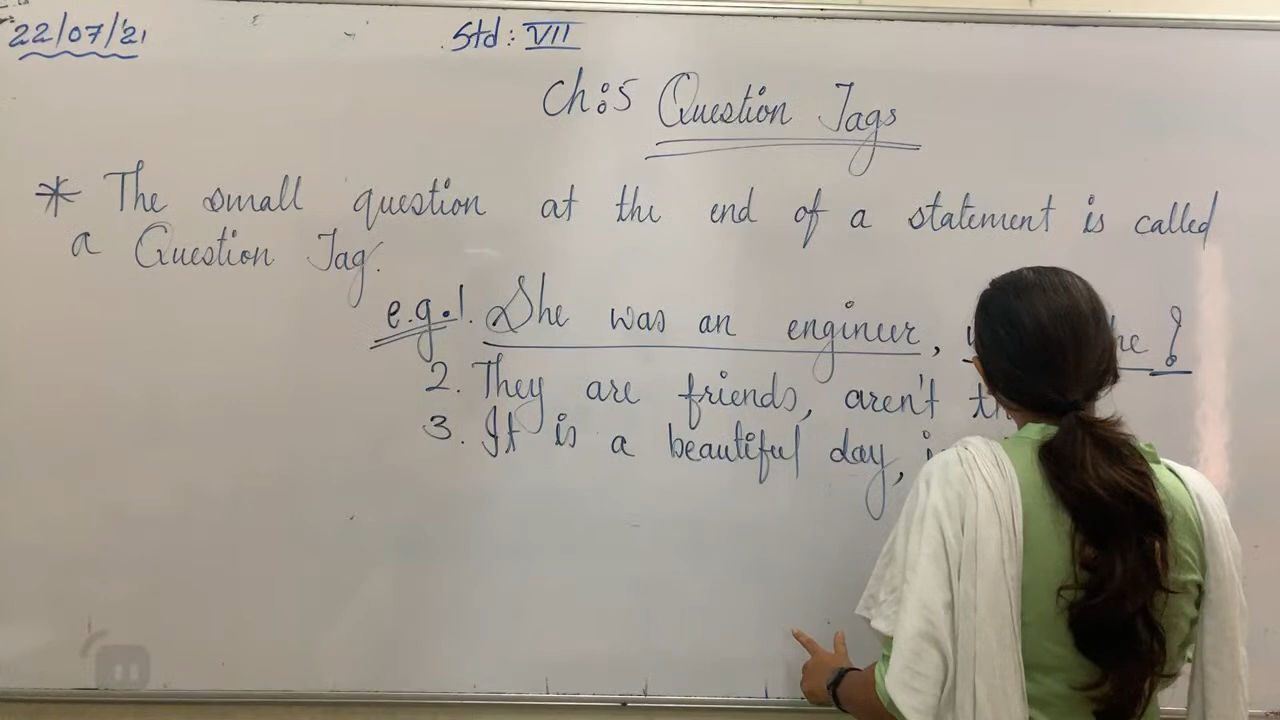 22/07/21
Std: VII
Ch:5 Question Tags
* The small question at the end of a statement is called
a Question Tag.
e.g. 1. She was an engineer, he ?
2. They are friends, aren't
3. It is a beautiful day,